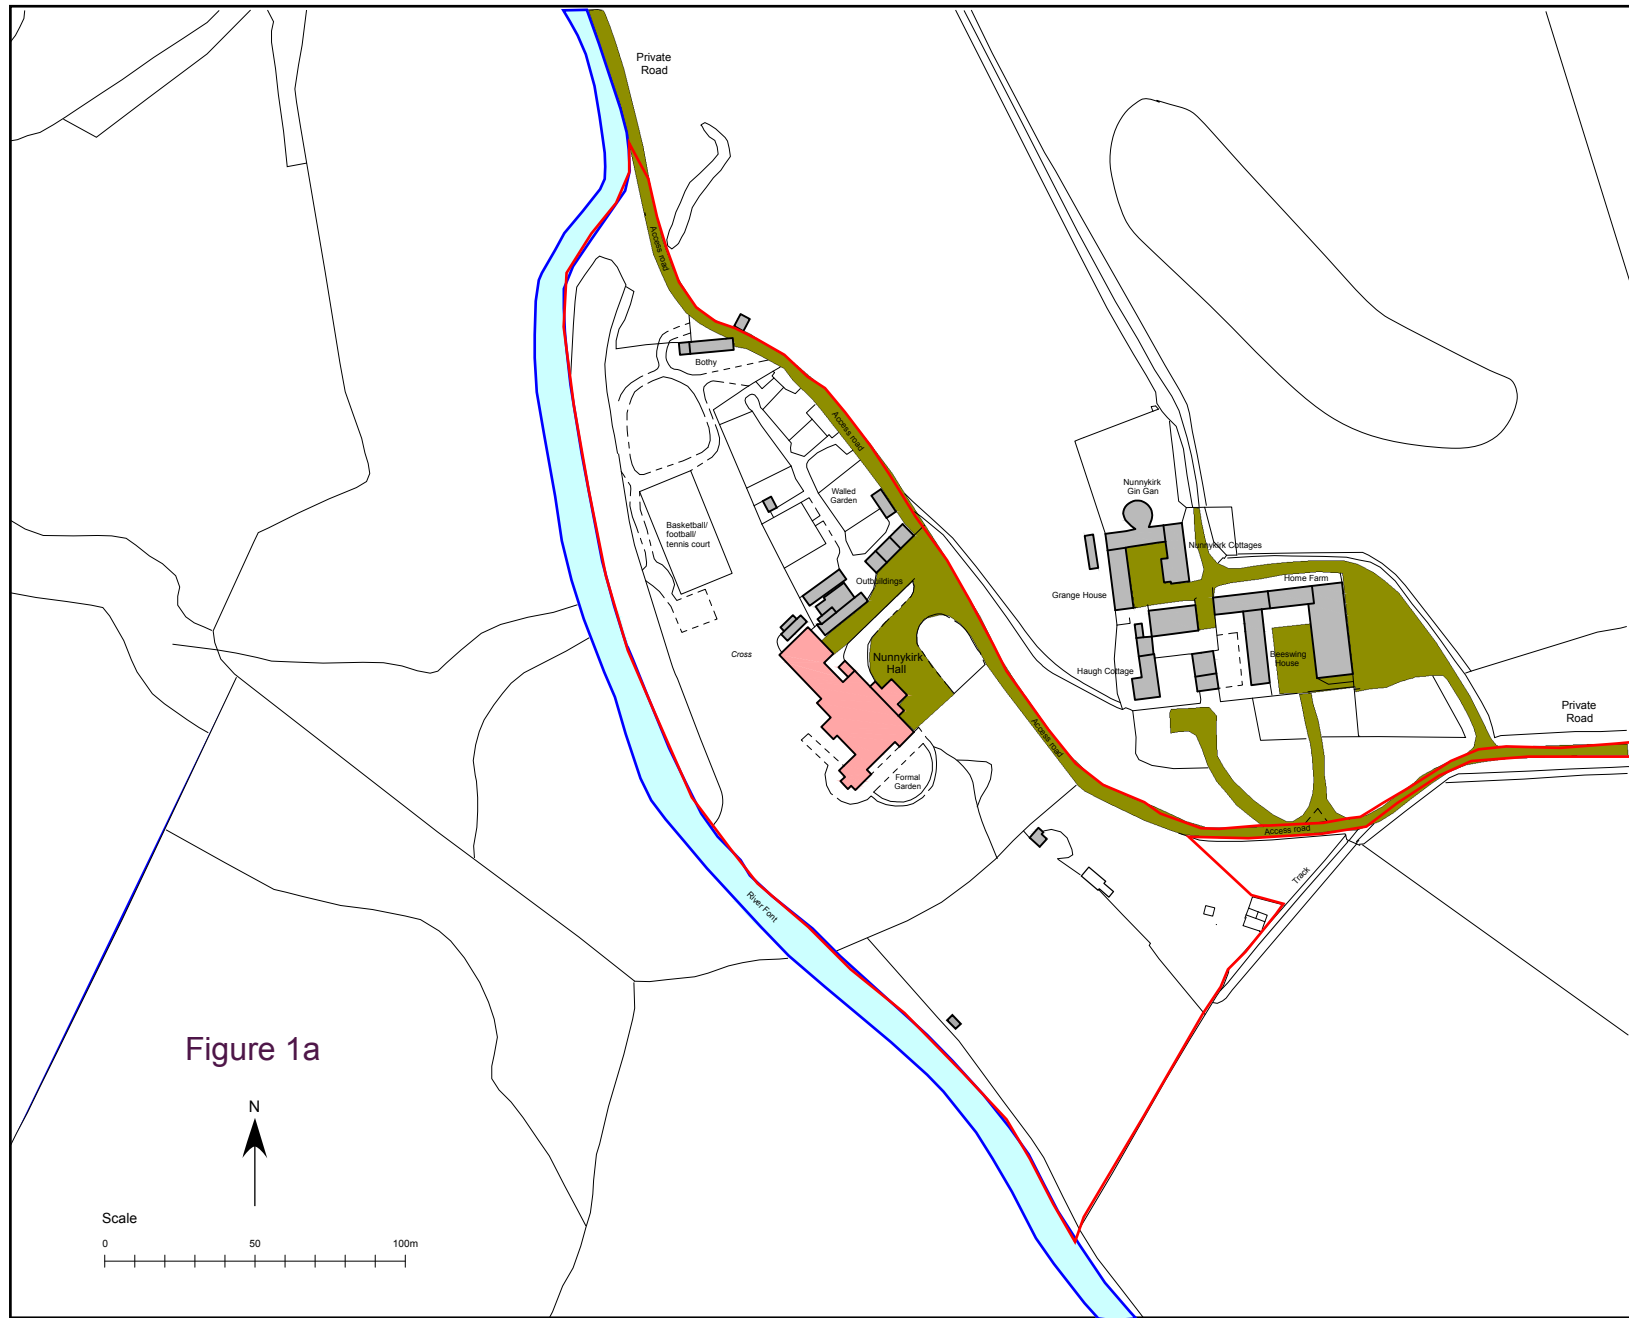 Private
Road
Access road
Bothy
Access road
Walled
Garden
Basketball/
football/
tennis court
Outbuildings
Cross
Nunnykirk
Hall
Formal
Garden
Access road
Nunnykirk
Gin Gan
Nunnykirk Cottages
Home Farm
Grange House
Haugh Cottage
Beeswing
House
Private
Road
Access road
Track
River Font
Figure 1a
N
Scale
0 50 100m